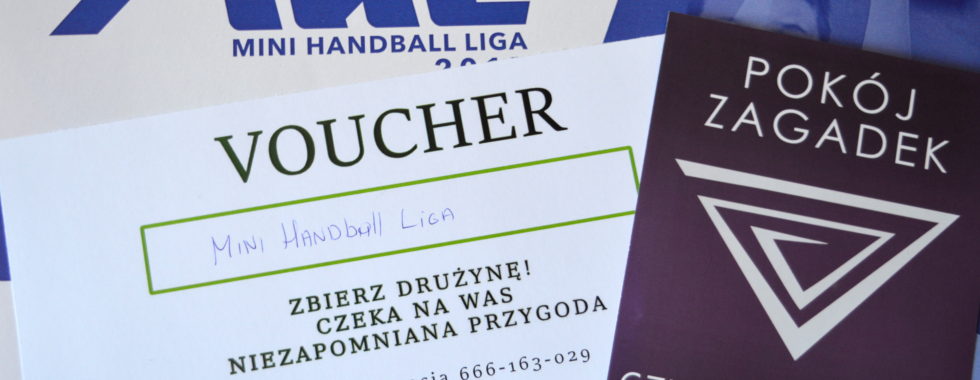 MINI HANDBALL LIGA
VOUCHER
MINI HANDball LIGA
ZBIERZ DRUŻYNĘ!
CZEKA NA WAS
NIEZAPOMNIANA PRZYGODA
666-163-029
POKÓJ
ZAGADEK